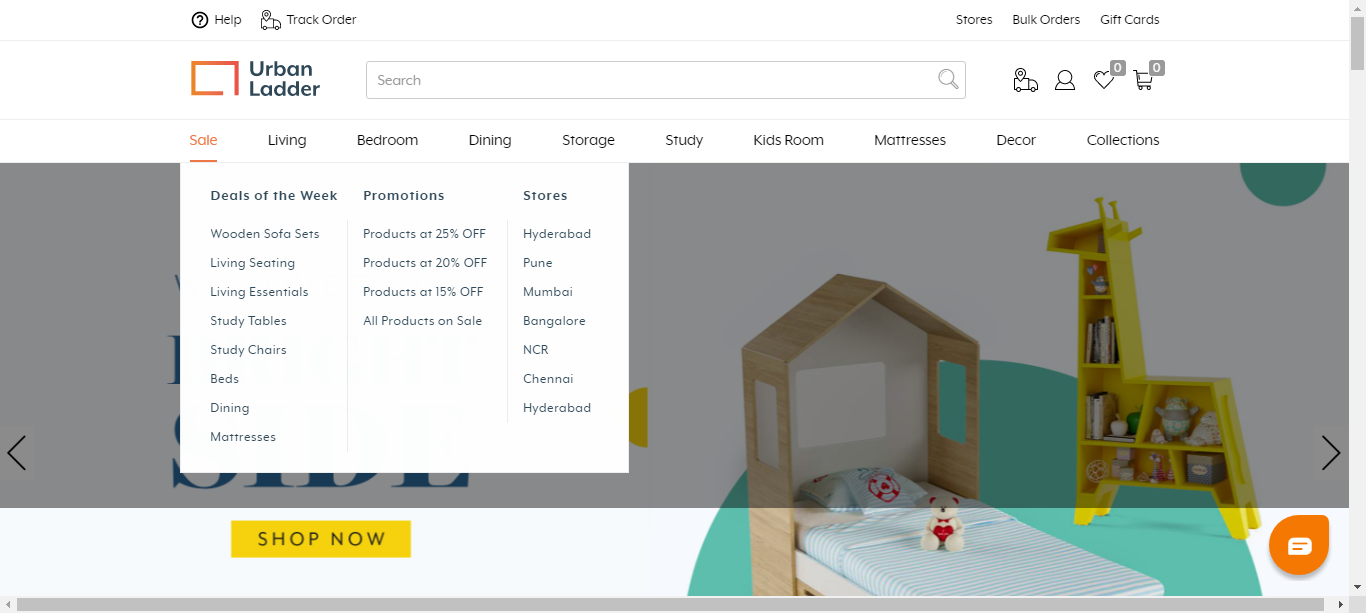 Help
Track Order
Stores
Bulk Orders
Gift Cards
Urban
Ladder
Search
0
0
Sale
Living
Bedroom
Dining
Storage
Study
Kids Room
Mattresses
Decor
Collections
Deals of the Week
Wooden Sofa Sets
Living Seating
Living Essentials
Study Tables
Study Chairs
Beds
Dining
Mattresses
Promotions
Products at 25% OFF
Products at 20% OFF
Products at 15% OFF
All Products on Sale
Stores
Hyderabad
Pune
Mumbai
Bangalore
NCR
Chennai
Hyderabad
SIDE
SHOP NOW